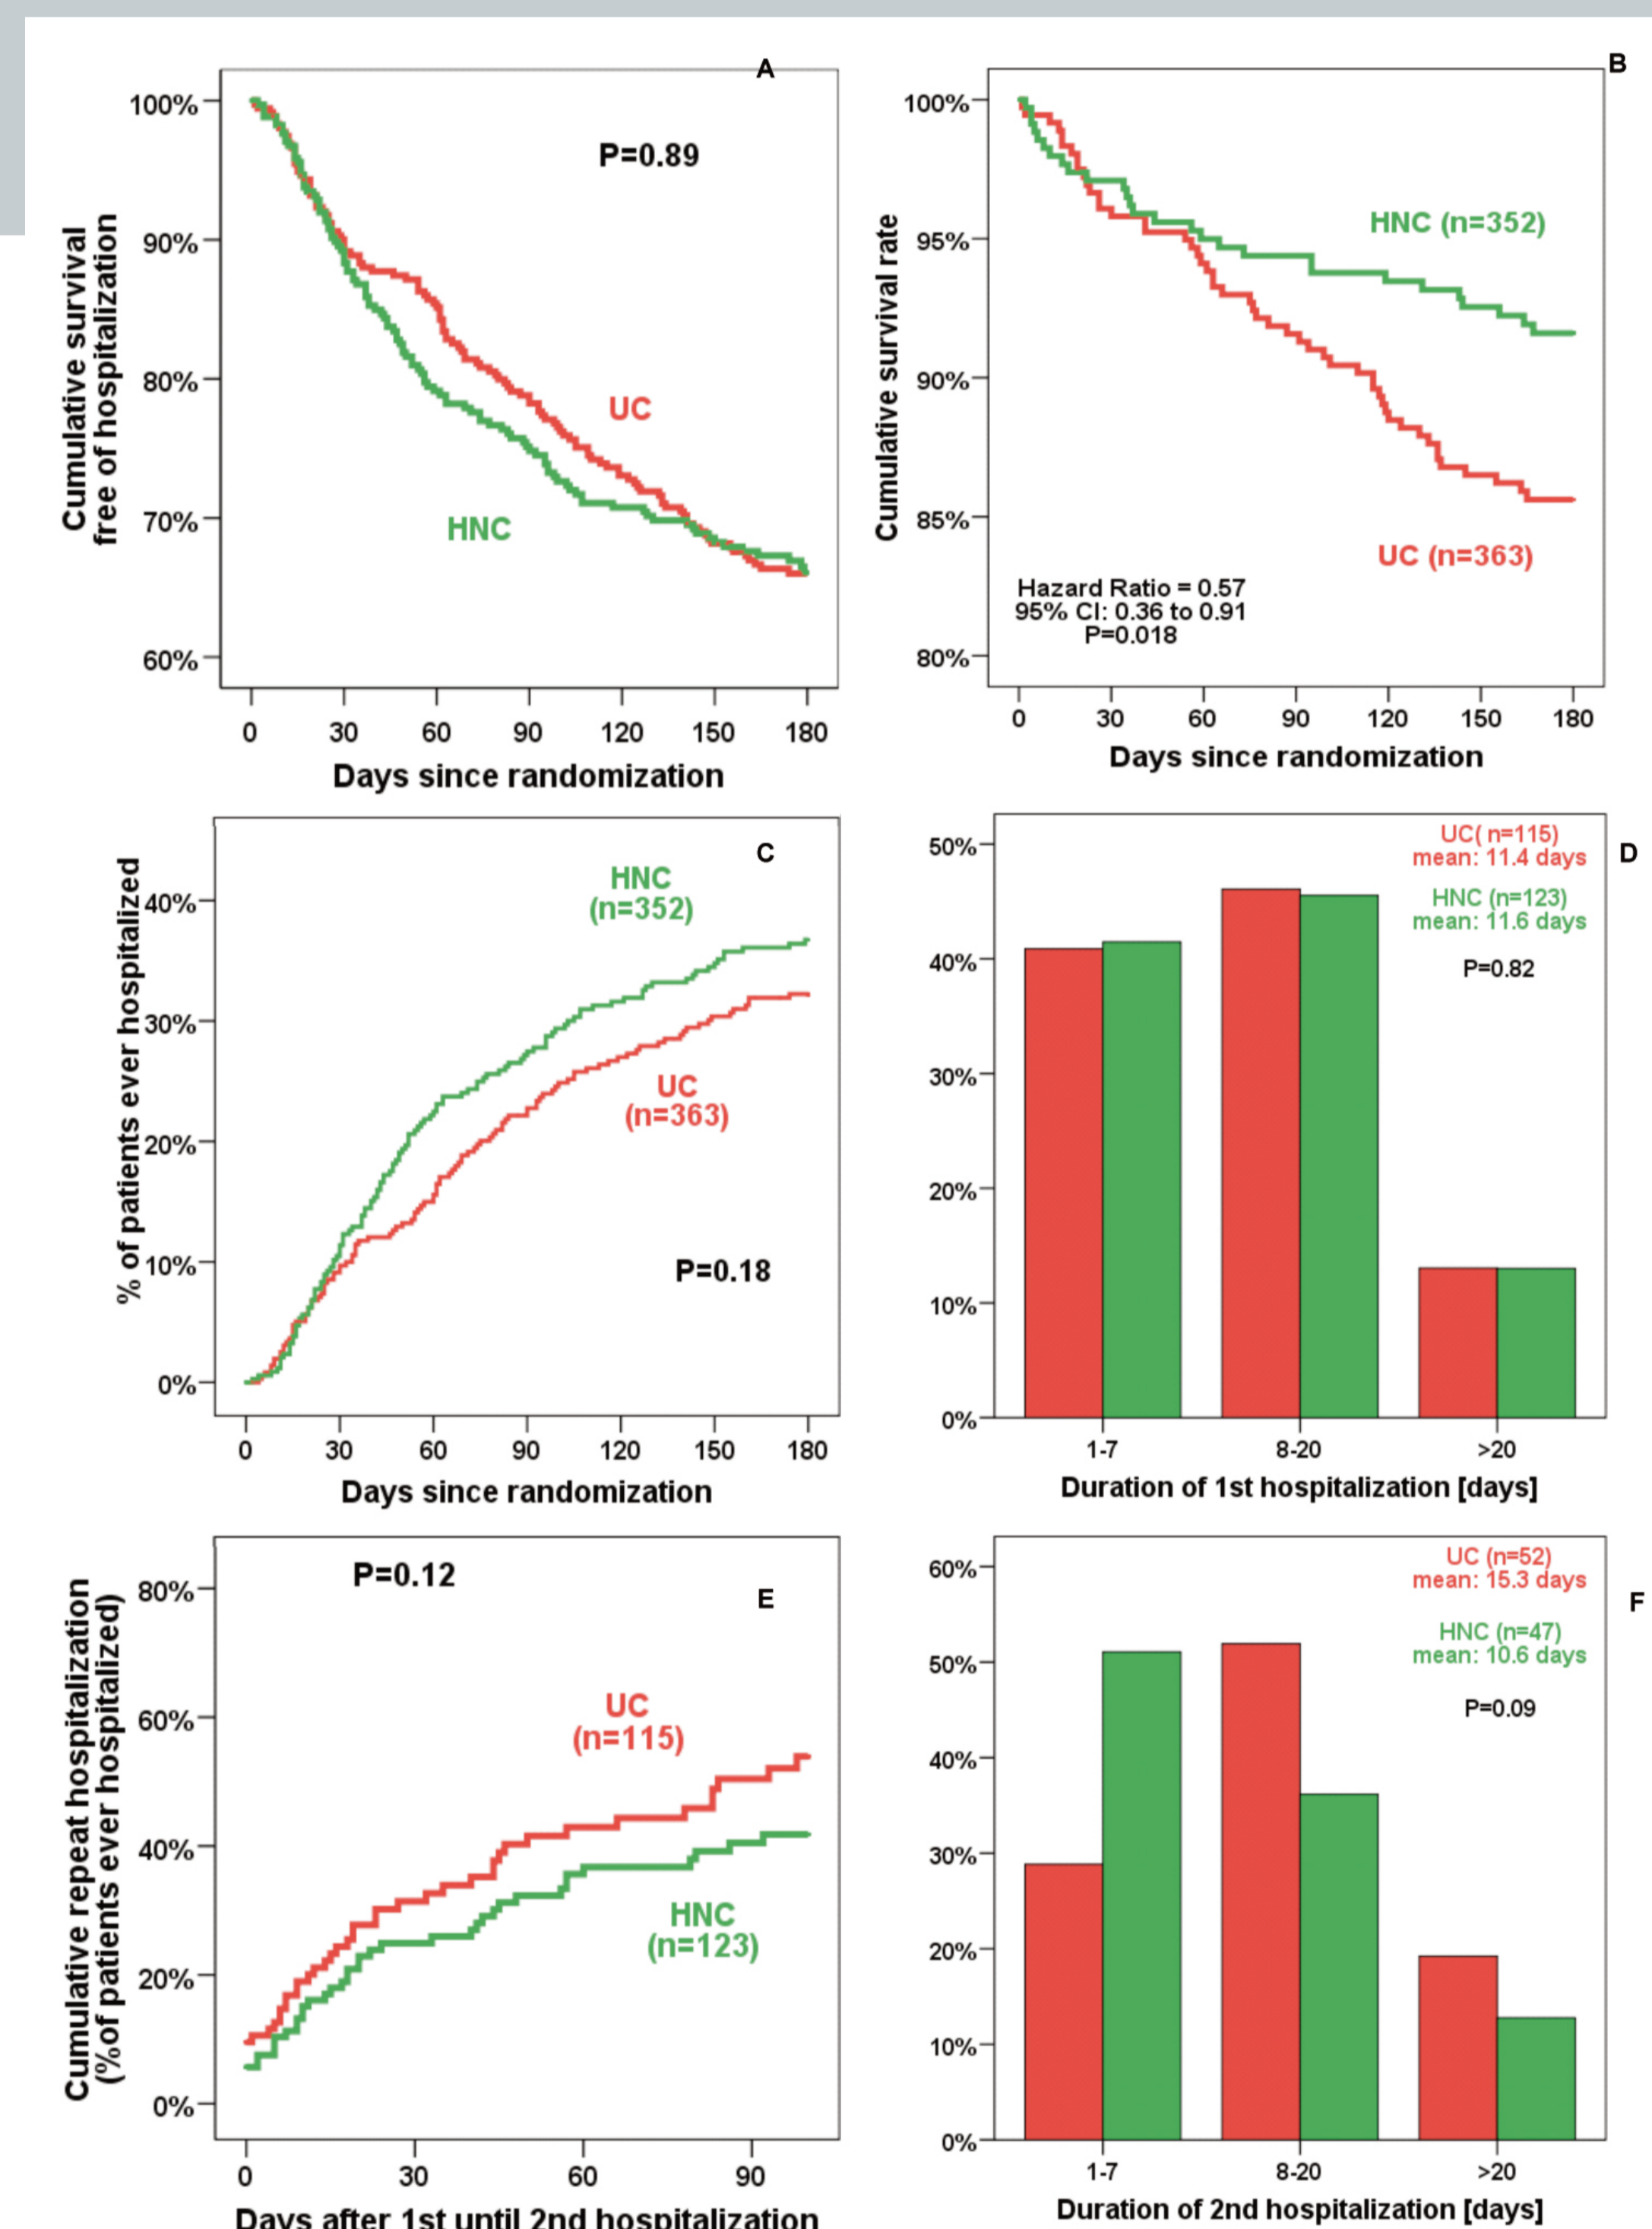 A
100%
90%
80%
70%
60%
Cumulative survival
free of hospitalization
P=0.89
UC
HNC
0 30 60 90 120 150 180
Days since randomization
B
100%
95%
90%
85%
80%
Cumulative survival rate
HNC (n=352)
UC (n=363)
Hazard Ratio = 0.57
95% CI: 0.36 to 0.91
P=0.018
0 30 60 90 120 150 180
Days since randomization
C
40%
30%
20%
10%
0%
% of patients ever hospitalized
HNC
(n=352)
UC
(n=363)
P=0.18
0 30 60 90 120 150 180
Days since randomization
D
50%
40%
30%
20%
10%
0%
UC( n=115)
mean: 11.4 days
HNC (n=123)
mean: 11.6 days
P=0.82
1-7 8-20 >20
Duration of 1st hospitalization [days]
E
80%
60%
40%
20%
0%
Cumulative repeat hospitalization
(%of patients ever hospitalized)
P=0.12
UC
(n=115)
HNC
(n=123)
0 30 60 90
Days after 1st until 2nd hospitalization
F
60%
50%
40%
30%
20%
10%
0%
UC (n=52)
mean: 15.3 days
HNC (n=47)
mean: 10.6 days
P=0.09
1-7 8-20 >20
Duration of 2nd hospitalization [days]